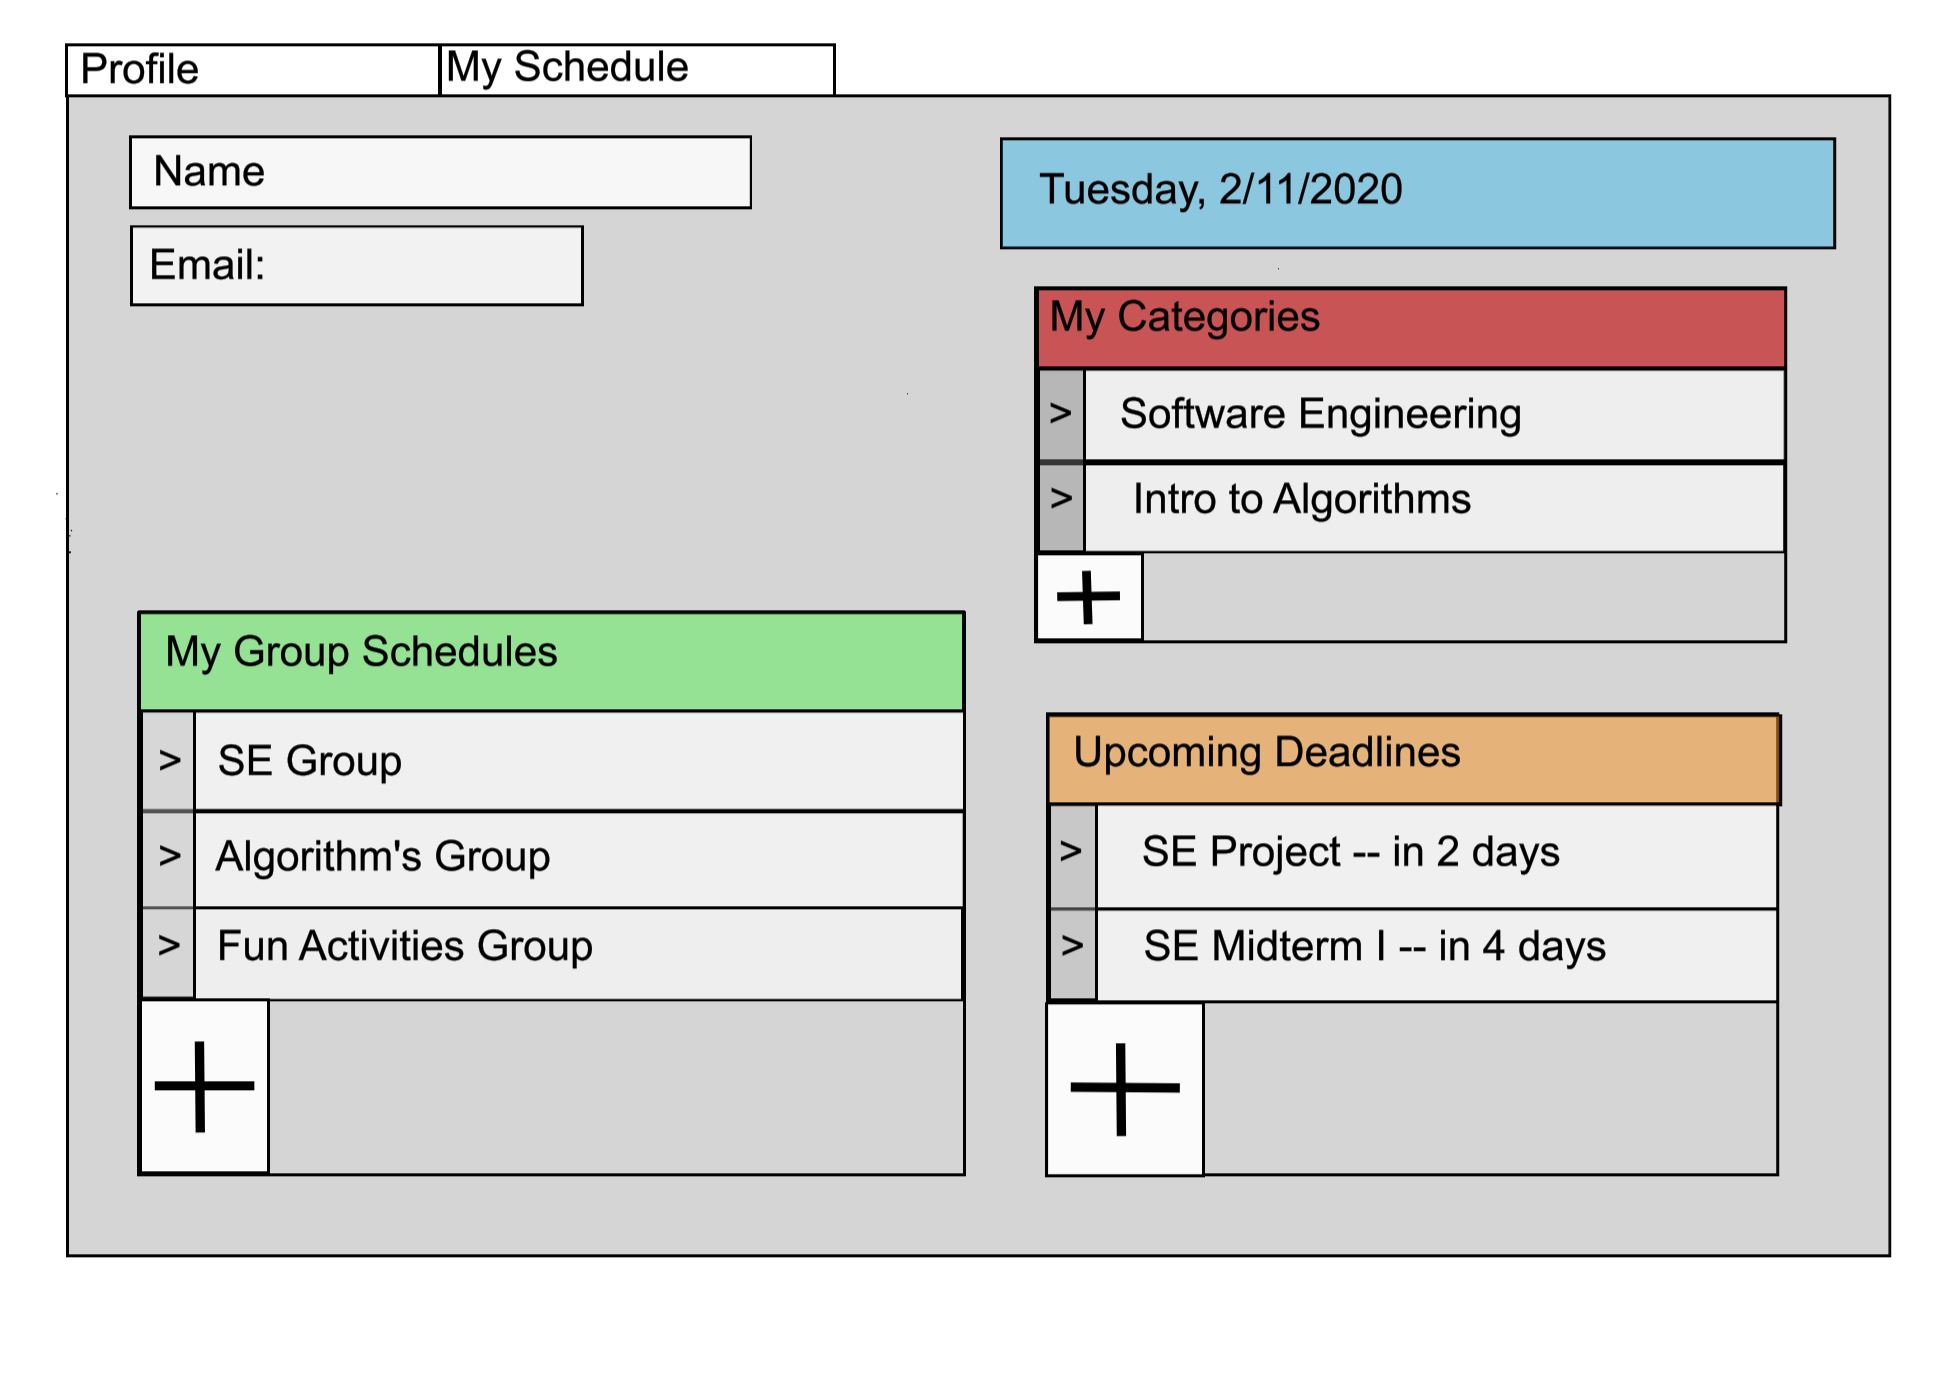 Profile
My Schedule
Name
Email:
Tuesday, 2/11/2020
My Categories
> Software Engineering
> Intro to Algorithms
+
My Group Schedules
> SE Group
> Algorithm's Group
> Fun Activities Group
+
Upcoming Deadlines
> SE Project -- in 2 days
> SE Midterm I -- in 4 days
+